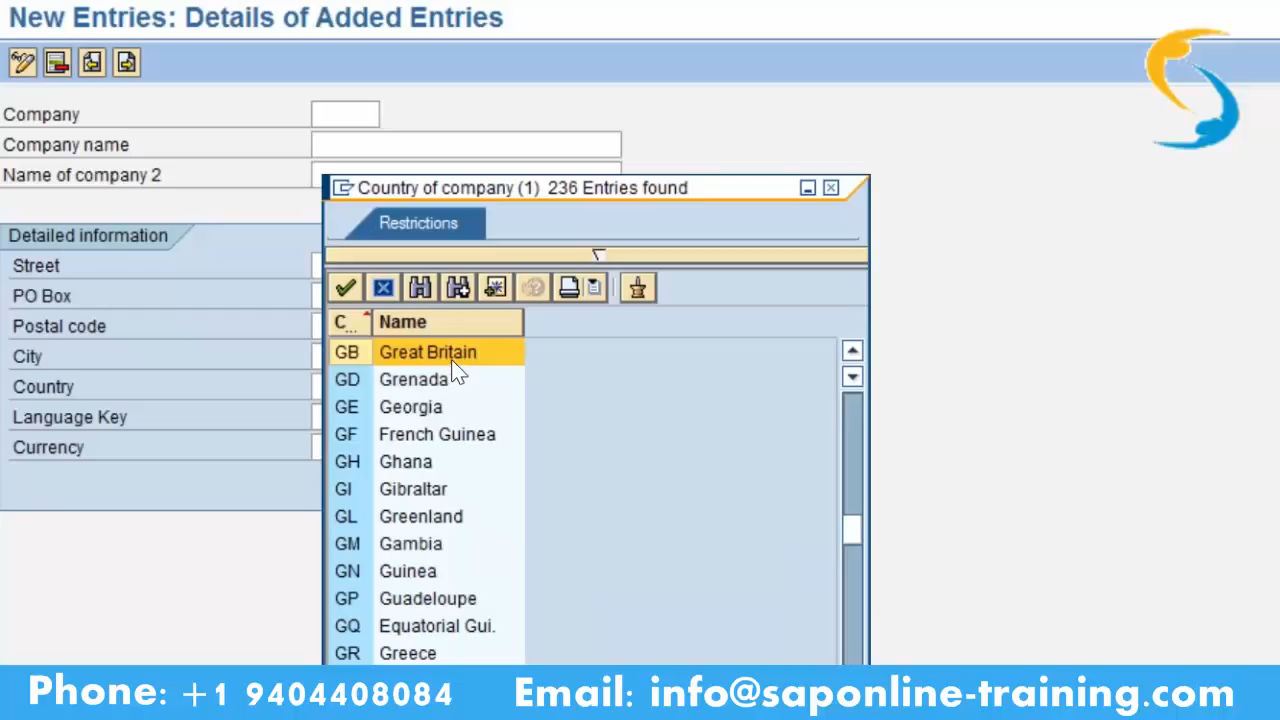 New Entries: Details of Added Entries
Company
Company name
Name of company 2
Country of company (1) 236 Entries found
Restrictions
Detailed information
Street
PO Box
Postal code
City
Country
Language Key
Currency
C... Name
GB Great Britain
GD Grenada
GE Georgia
GF French Guinea
GH Ghana
GI Gibraltar
GL Greenland
GM Gambia
GN Guinea
GP Guadeloupe
GQ Equatorial Gui.
GR Greece
Phone: +1 9404408084 Email: info@saponline-training.com